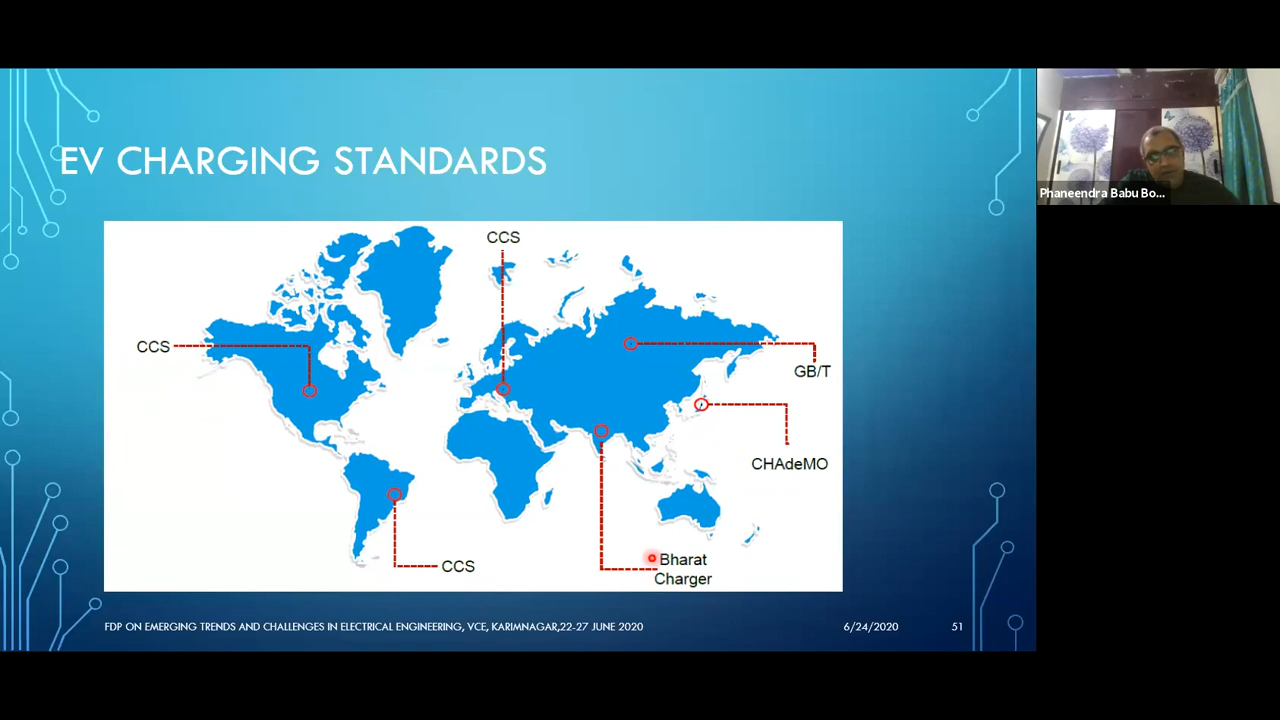 EV CHARGING STANDARDS
Phaneendra Babu Bo...
CCS
CCS
GB/T
CHAdeMO
CCS
Bharat
Charger
FDP ON EMERGING TRENDS AND CHALLENGES IN ELECTRICAL ENGINEERING, VCE, KARIMNAGAR,22-27 JUNE 2020
6/24/2020
51